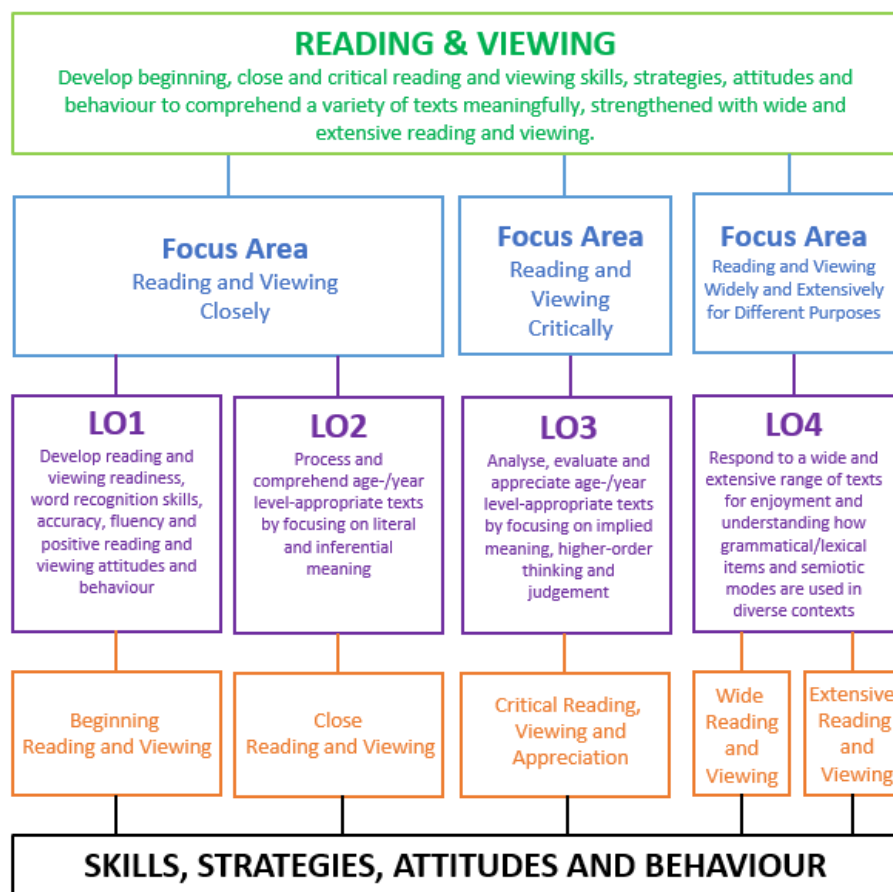 READING & VIEWING
Develop beginning, close and critical reading and viewing skills, strategies, attitudes and
behaviour to comprehend a variety of texts meaningfully, strengthened with wide and
extensive reading and viewing.
Focus Area
Reading and Viewing
Closely
Focus Area
Reading and
Viewing
Critically
Focus Area
Reading and Viewing
Widely and Extensively
for Different Purposes
LO1
Develop reading and
viewing readiness,
word recognition skills,
accuracy, fluency and
positive reading and
viewing attitudes and
behaviour
LO2
Process and
comprehend age-/year
level-appropriate texts
by focusing on literal
and inferential
meaning
LO3
Analyse, evaluate and
appreciate age-/year
level-appropriate texts
by focusing on implied
meaning, higher-order
thinking and
judgement
LO4
Respond to a wide and
extensive range of texts
for enjoyment and
understanding how
grammatical/lexical
items and semiotic
modes are used in
diverse contexts
Beginning
Reading and Viewing
Close
Reading and Viewing
Critical Reading,
Viewing and
Appreciation
Wide
Reading
and
Viewing
Extensive
Reading
and
Viewing
SKILLS, STRATEGIES, ATTITUDES AND BEHAVIOUR